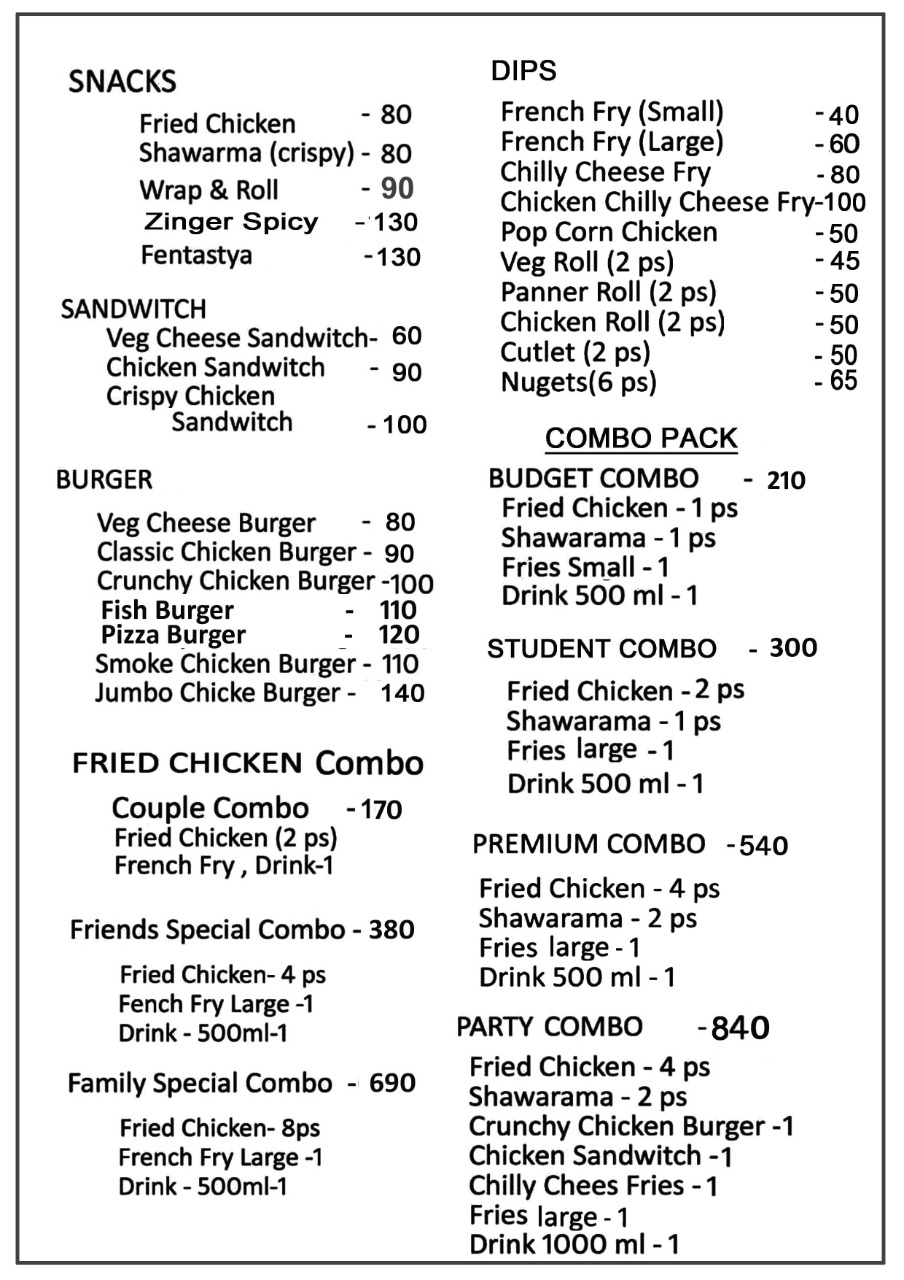 SNACKS
Fried Chicken - 80
Shawarma (crispy) - 80
Wrap & Roll - 90
Zinger Spicy - 130
Fentastya -130
SANDWITCH
Veg Cheese Sandwitch- 60
Chicken Sandwitch - 90
Crispy Chicken
Sandwitch -100
BURGER
Veg Cheese Burger - 80
Classic Chicken Burger - 90
Crunchy Chicken Burger -100
Fish Burger - 110
Pizza Burger - 120
Smoke Chicken Burger - 110
Jumbo Chicke Burger - 140
FRIED CHICKEN Combo
Couple Combo -170
Fried Chicken (2 ps)
French Fry , Drink-1
Friends Special Combo - 380
Fried Chicken- 4 ps
Fench Fry Large -1
Drink - 500ml-1
Family Special Combo - 690
Fried Chicken- 8ps
French Fry Large -1
Drink - 500ml-1
DIPS
French Fry (Small) -40
French Fry (Large) -60
Chilly Cheese Fry -80
Chicken Chilly Cheese Fry-100
Pop Corn Chicken -50
Veg Roll (2 ps) -45
Panner Roll (2 ps) -50
Chicken Roll (2 ps) -50
Cutlet (2 ps) -50
Nugets(6 ps) -65
COMBO PACK
BUDGET COMBO - 210
Fried Chicken - 1 ps
Shawarama - 1 ps
Fries Small - 1
Drink 500 ml - 1
STUDENT COMBO - 300
Fried Chicken - 2 ps
Shawarama - 1 ps
Fries large - 1
Drink 500 ml - 1
PREMIUM COMBO -540
Fried Chicken - 4 ps
Shawarama - 2 ps
Fries large - 1
Drink 500 ml - 1
PARTY COMBO -840
Fried Chicken - 4 ps
Shawarama - 2 ps
Crunchy Chicken Burger -1
Chicken Sandwitch -1
Chilly Chees Fries -1
Fries large - 1
Drink 1000 ml - 1